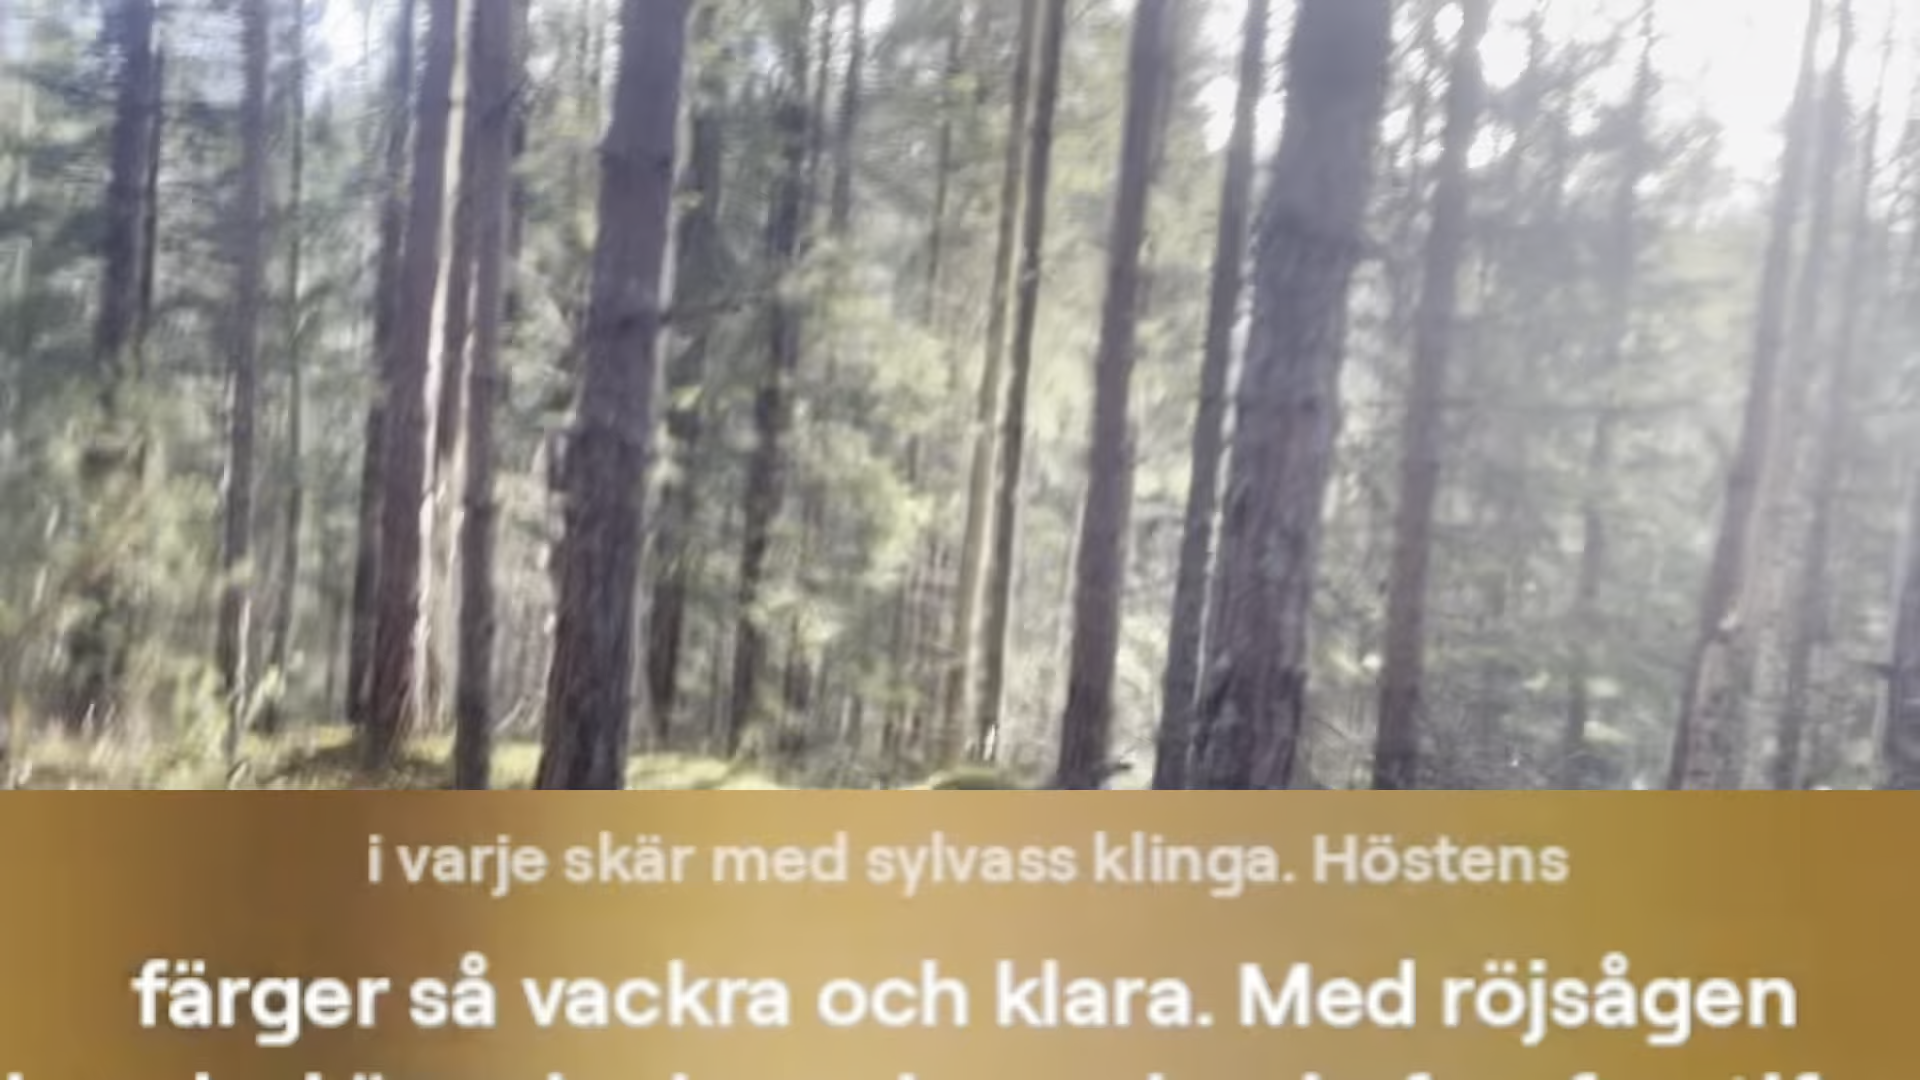 i varje skär med sylvass klinga. Höstens
färger så vackra och klara. Med röjsågen